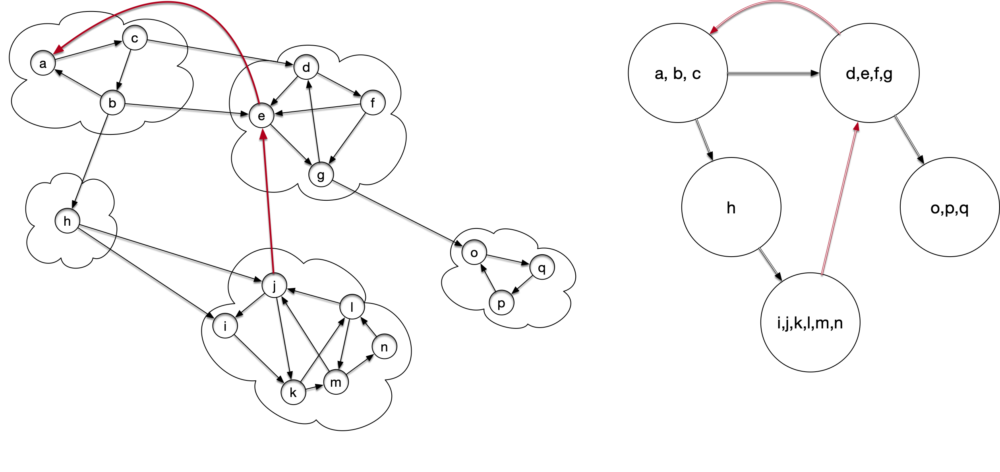 c
a
d
b
f
e
g
h
o
q
j
l
p
i
n
m
k
a, b, c
d,e,f,g
h
o,p,q
i,j,k,l,m,n